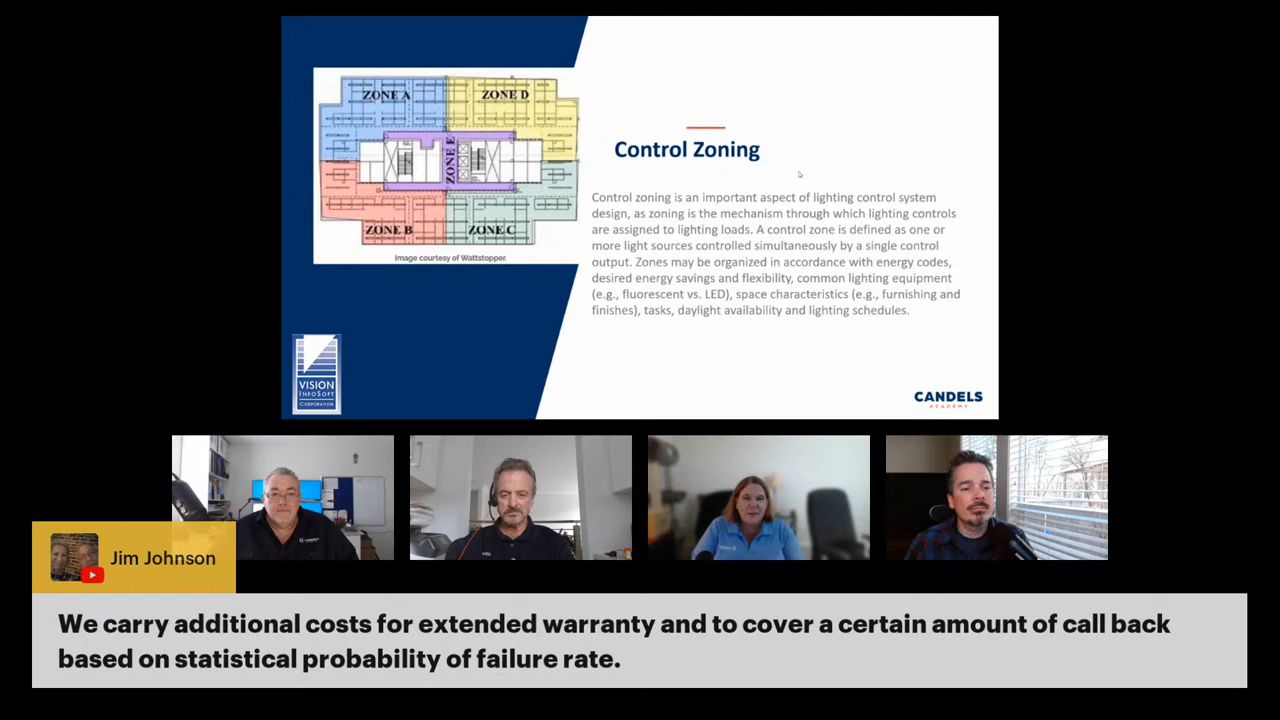 ZONE A
ZONE D
ZONE E
ZONE B
ZONE C
Image courtesy of Wattstopper.
Control Zoning
Control zoning is an important aspect of lighting control system
design, as zoning is the mechanism through which lighting controls
are assigned to lighting loads. A control zone is defined as one or
more light sources controlled simultaneously by a single control
output. Zones may be organized in accordance with energy codes,
desired energy savings and flexibility, common lighting equipment
(e.g., fluorescent vs. LED), space characteristics (e.g., furnishing and
finishes), tasks, daylight availability and lighting schedules.
VISION
INFOSOFT
CORPORATION
CANDELS
ACADEMY
Jim Johnson
We carry additional costs for extended warranty and to cover a certain amount of call back
based on statistical probability of failure rate.